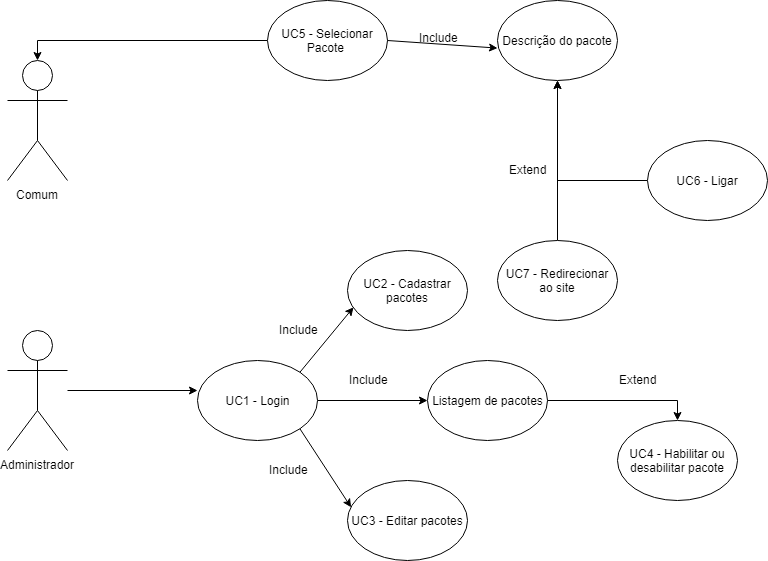 UC5 - Selecionar
Pacote
Include
Descrição do pacote
Comum
Extend
UC6 - Ligar
UC7 - Redirecionar
ao site
UC2 - Cadastrar
pacotes
Include
UC1 - Login
Include
Listagem de pacotes
Extend
Administrador
UC4 - Habilitar ou
desabilitar pacote
Include
UC3 - Editar pacotes